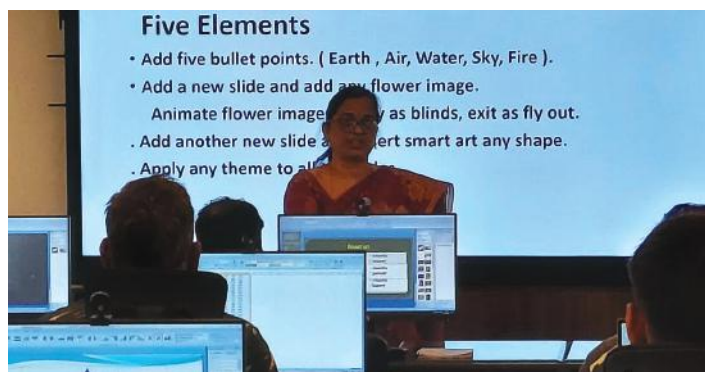 Five Elements
• Add five bullet points. ( Earth , Air, Water, Sky, Fire ).
• Add a new slide and add any flower image.
Animate flower image as blinds, exit as fly out.
. Add another new slide smart art any shape.
. Apply any theme to